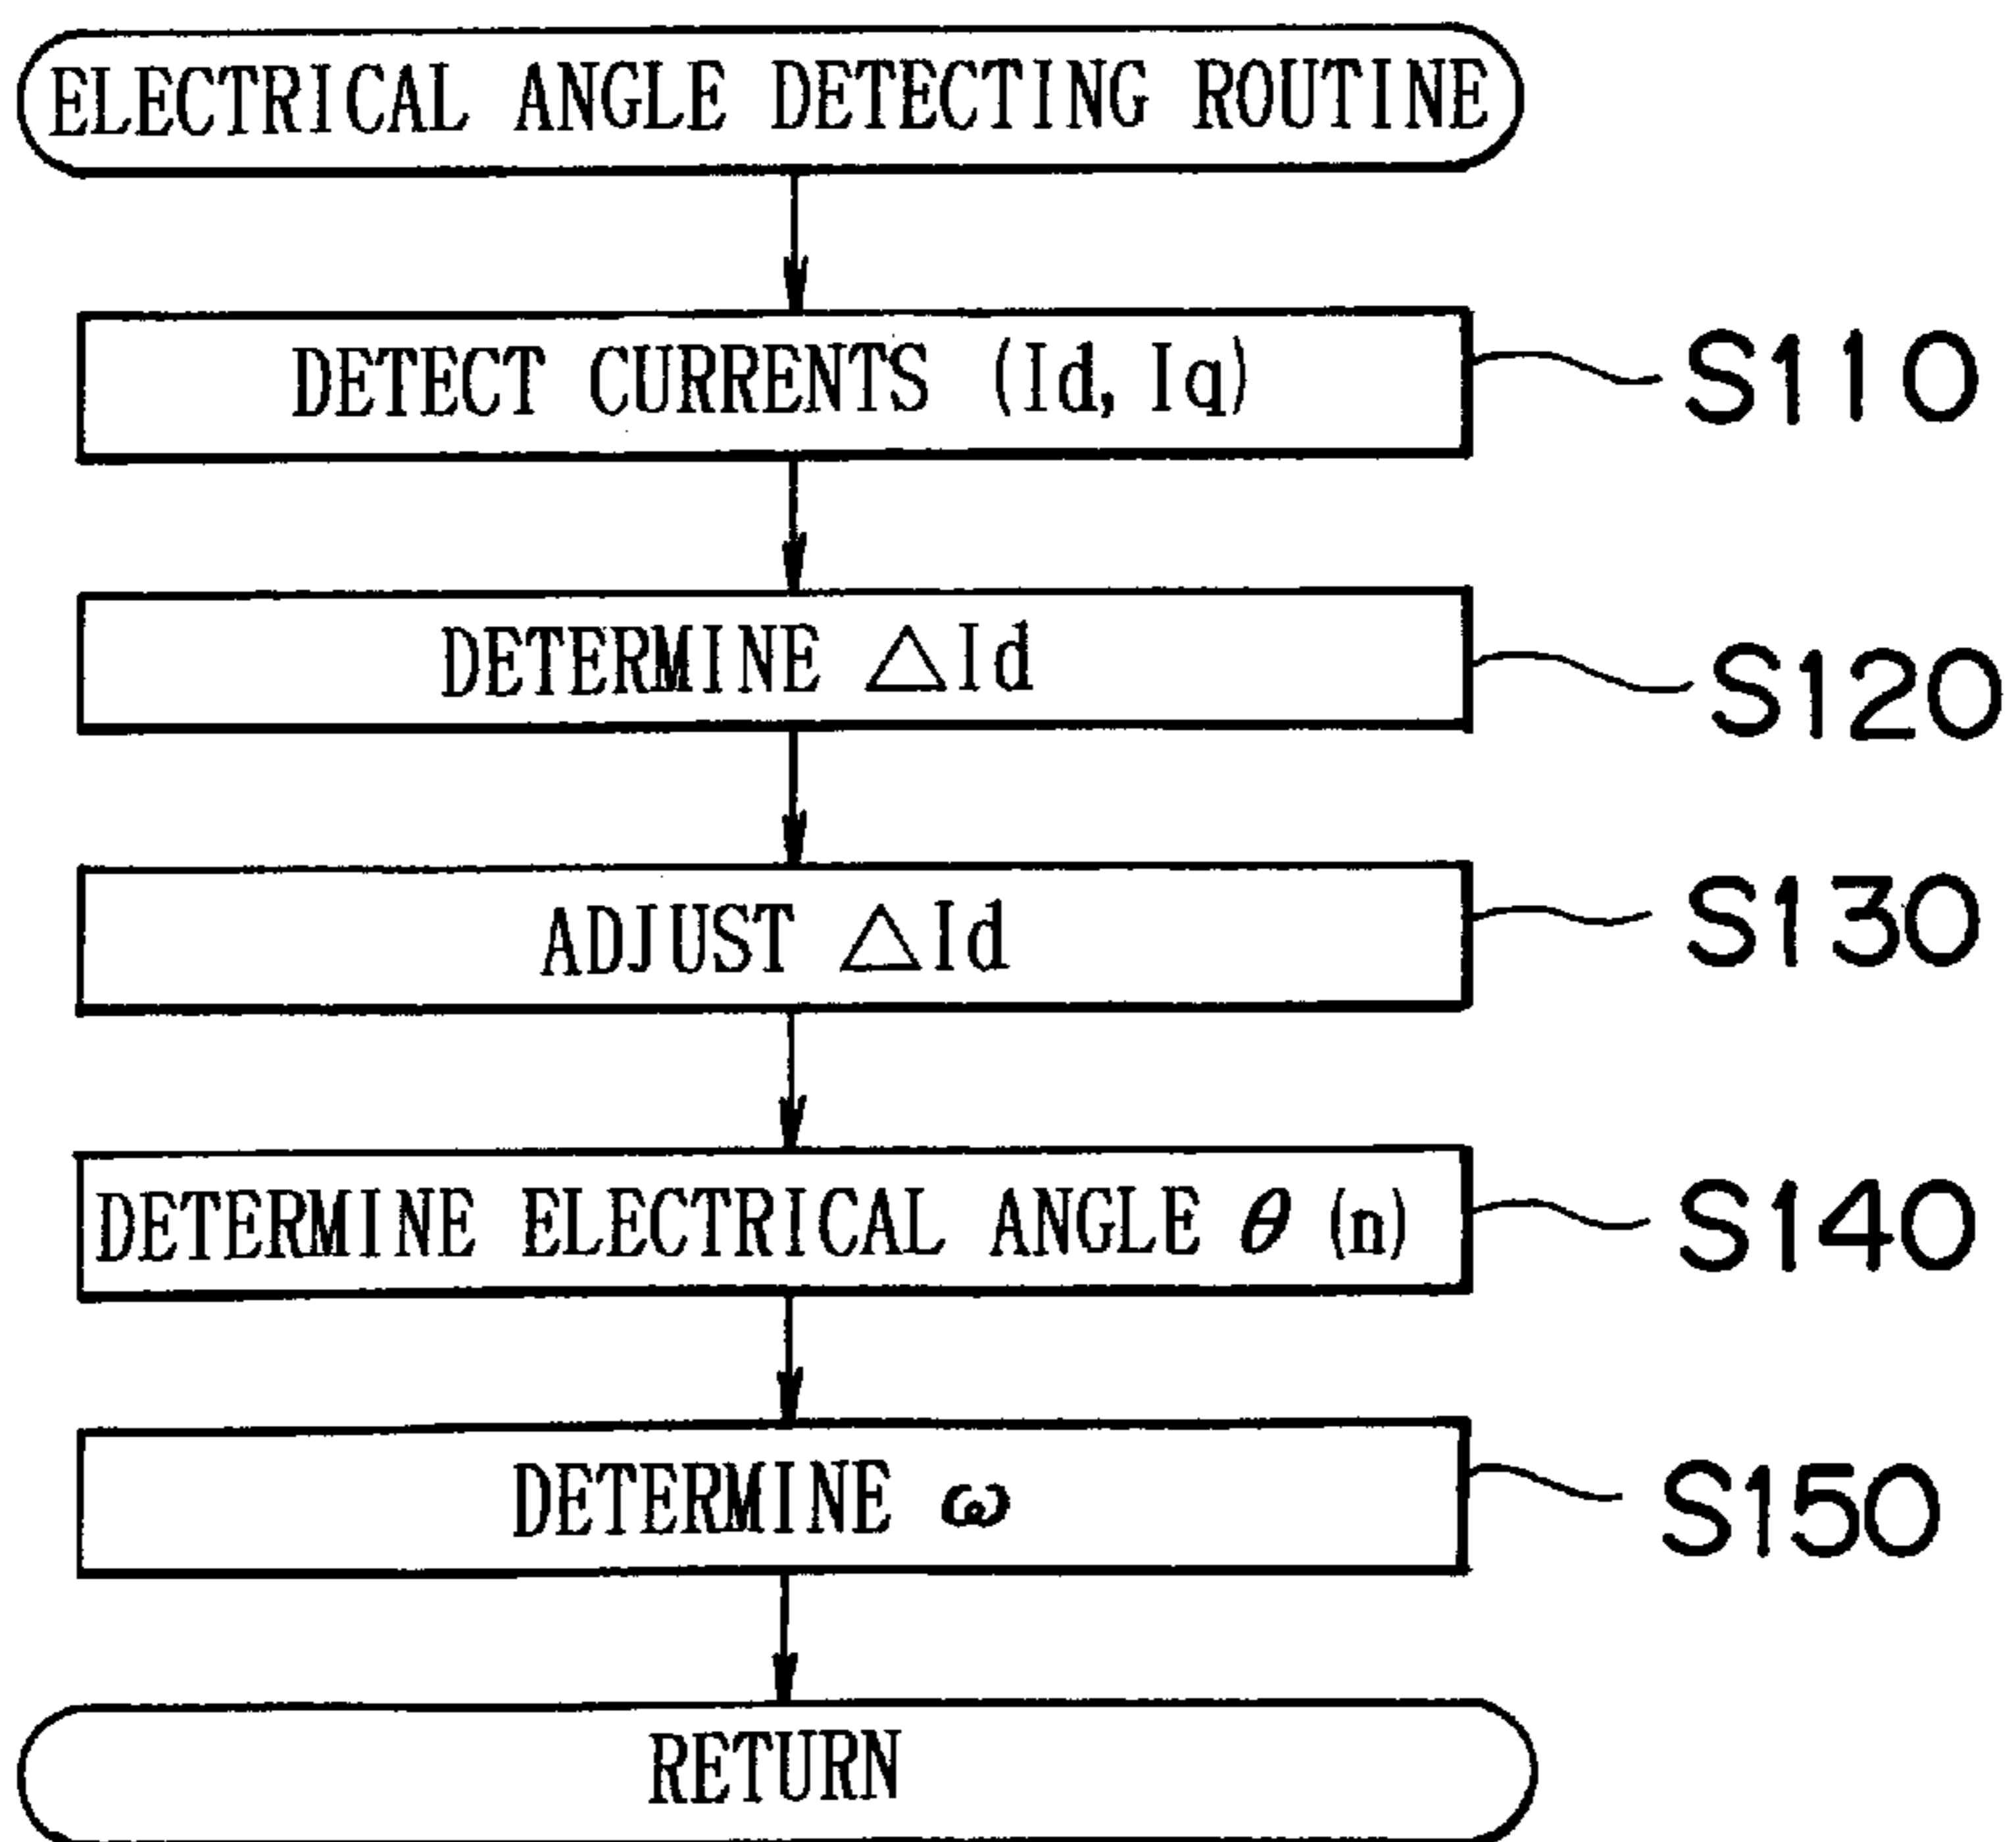 ELECTRICAL ANGLE DETECTING ROUTINE
DETECT CURRENTS (Id, Iq)
S110
DETERMINE △Id
S120
ADJUST △Id
S130
DETERMINE ELECTRICAL ANGLE θ (n)
S140
DETERMINE ω
S150
RETURN